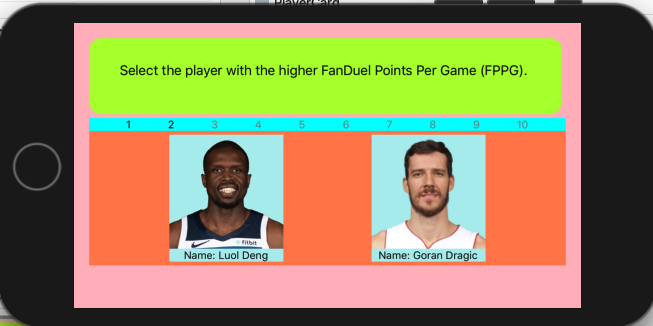 PlayerCard
Select the player with the higher FanDuel Points Per Game (FPPG).
1 2 3 4 5 6 7 8 9 10
fitbit
Name: Luol Deng
Name: Goran Dragic